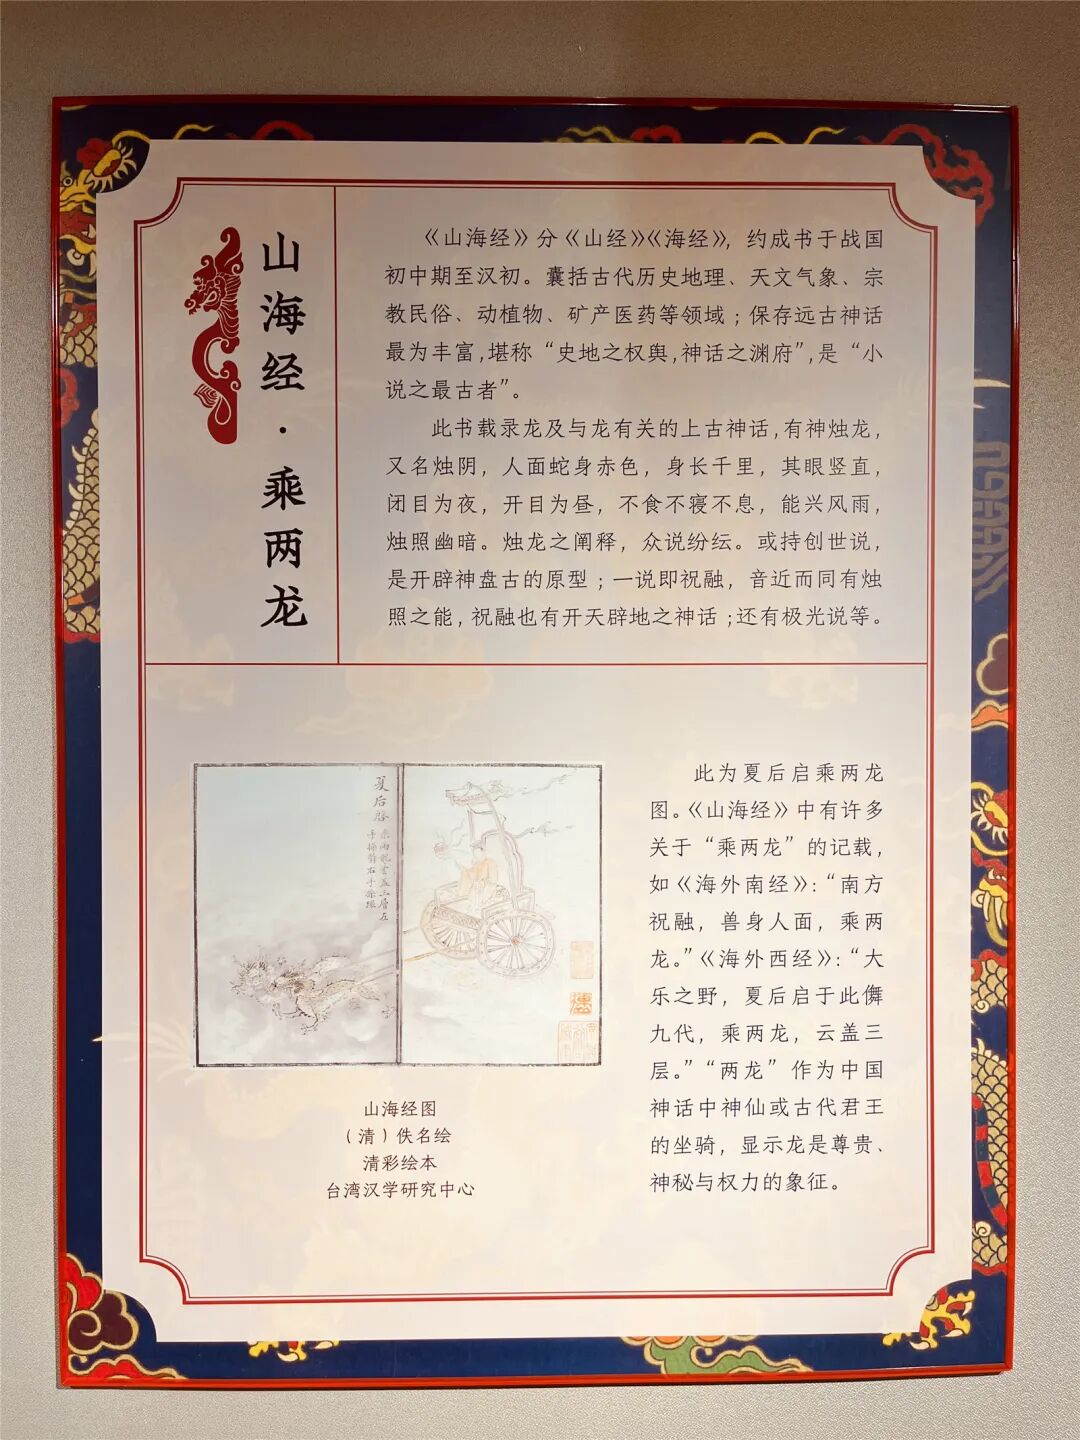 山海经·乘两龙
《山海经》分《山经》《海经》，约成书于战国
初中期至汉初。囊括古代历史地理、天文气象、宗
教民俗、动植物、矿产医药等领域；保存远古神话
最为丰富，堪称“史地之权舆，神话之渊府”，是“小
说之最古者”。
此书载录龙及与龙有关的上古神话，有神烛龙，
又名烛阴，人面蛇身赤色，身长千里，其眼竖直，
闭目为夜，开目为昼，不食不寝不息，能兴风雨，
烛照幽暗。烛龙之阐释，众说纷纭。或持创世说，
是开辟神盘古的原型；一说即祝融，音近而同有烛
照之能，祝融也有开天辟地之神话；还有极光说等。
夏后启
乘两龙云盖三层左
手操翳右手操环
山海经图
（清）佚名绘
清彩绘本
台湾汉学研究中心
此为夏后启乘两龙
图。《山海经》中有许多
关于“乘两龙”的记载，
如《海外南经》：“南方
祝融，兽身人面，乘两
龙。”《海外西经》：“大
乐之野，夏后启于此儛
九代，乘两龙，云盖三
层。”“两龙”作为中国
神话中神仙或古代君王
的坐骑，显示龙是尊贵、
神秘与权力的象征。